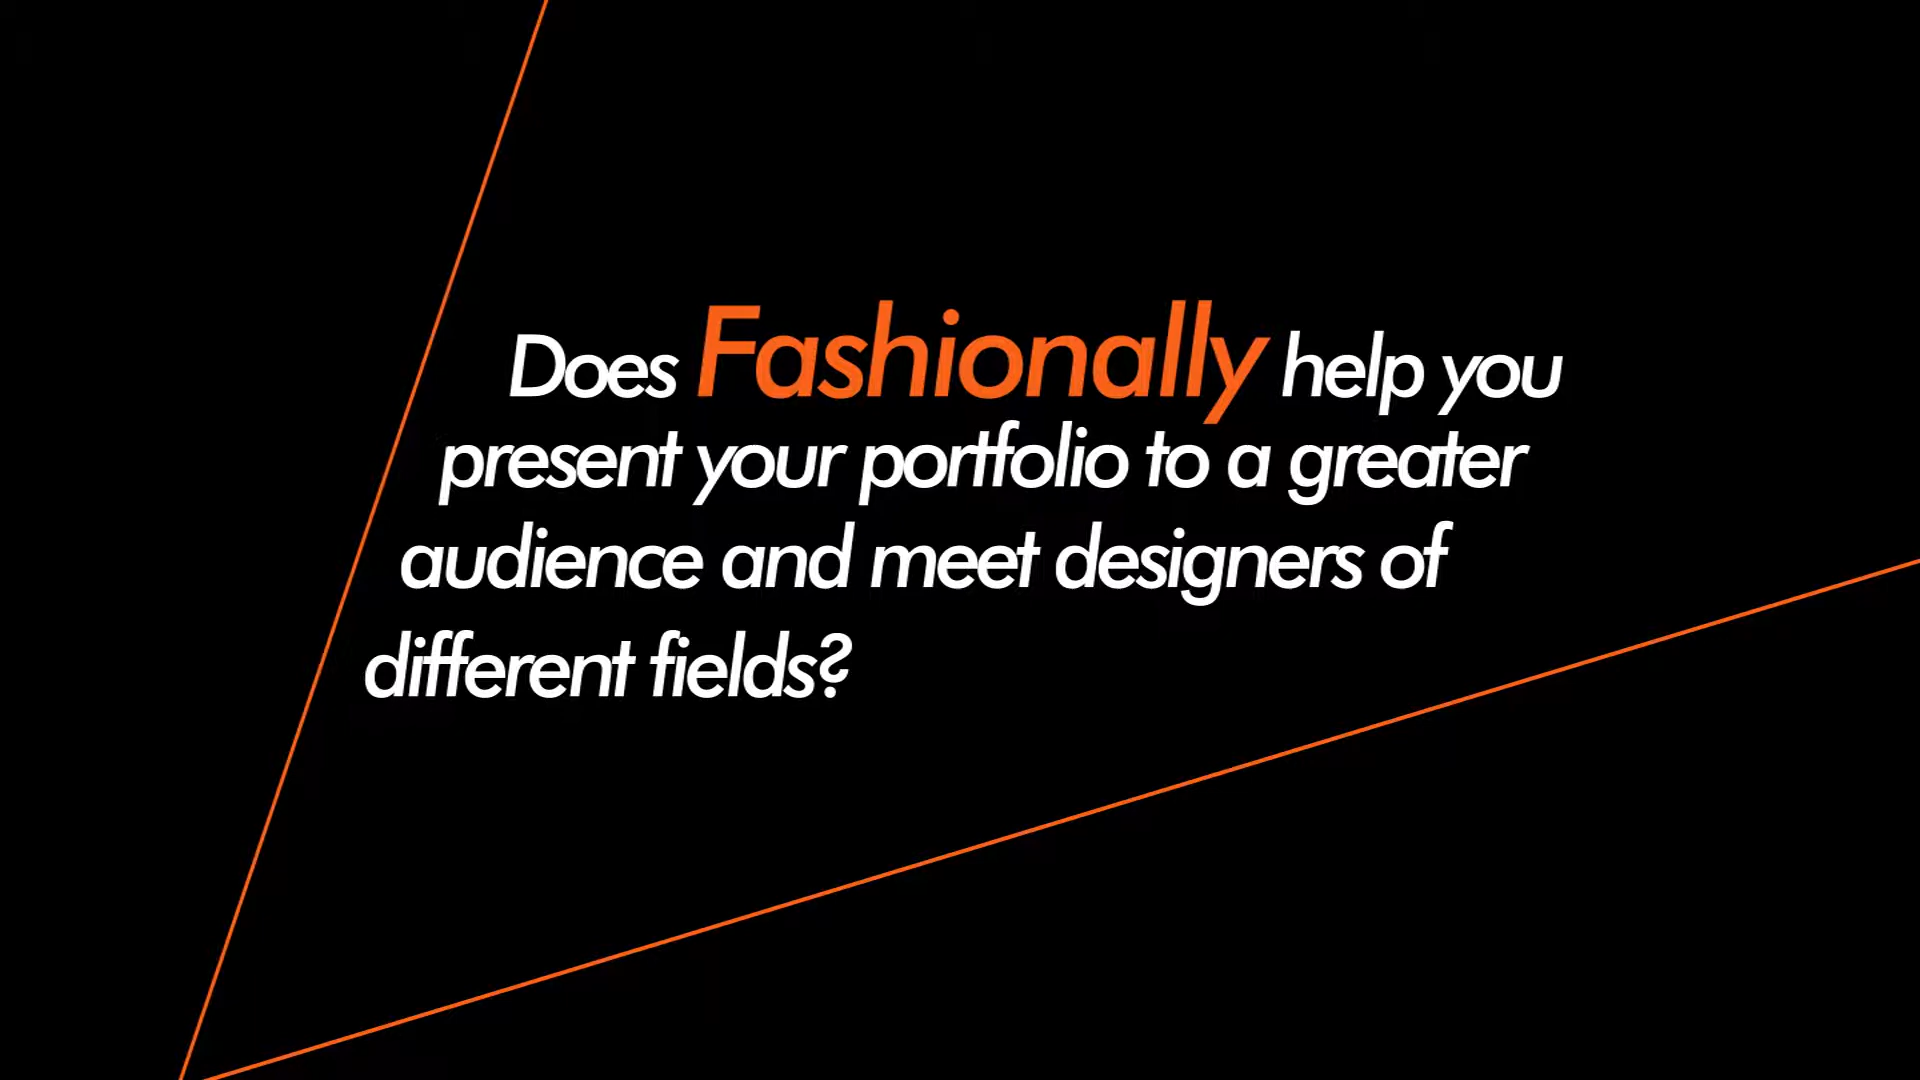 Does Fashionally help you
present your portfolio to a greater
audience and meet designers of
different fields?